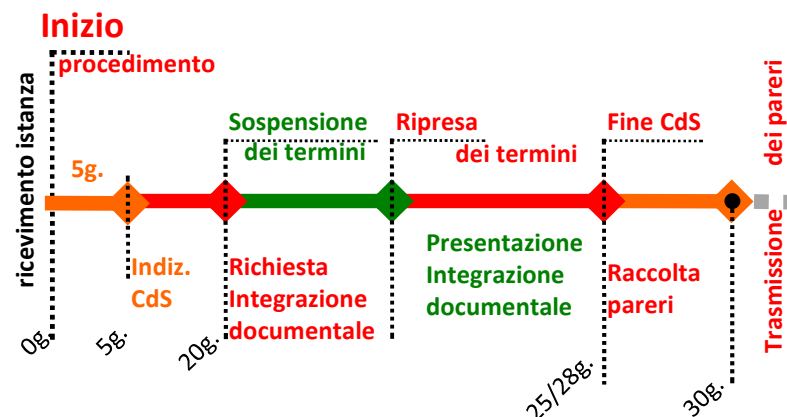 Inizio
procedimento
ricevimento istanza
5g.
Sospensione
dei termini
Ripresa
dei termini
Fine CdS
Trasmissione dei pareri
Indiz.
CdS
Richiesta
Integrazione
documentale
Presentazione
Integrazione
documentale
Raccolta
pareri
0g.
5g.
20g.
25/28g.
30g.